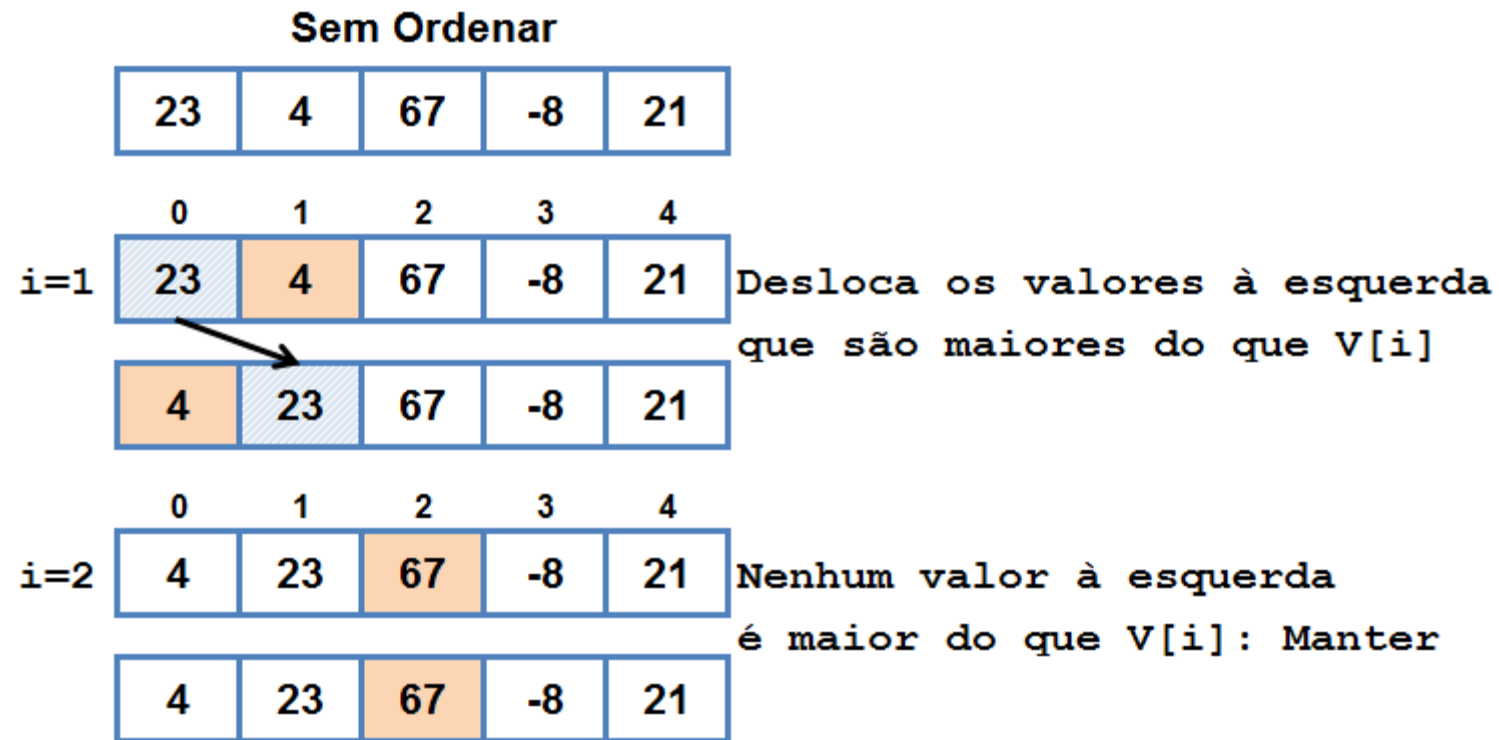 Sem Ordenar
23 4 67 -8 21
0 1 2 3 4
i=1 23 4 67 -8 21 Desloca os valores à esquerda
que são maiores do que V[i]
4 23 67 -8 21
0 1 2 3 4
i=2 4 23 67 -8 21 Nenhum valor à esquerda
é maior do que V[i]: Manter
4 23 67 -8 21